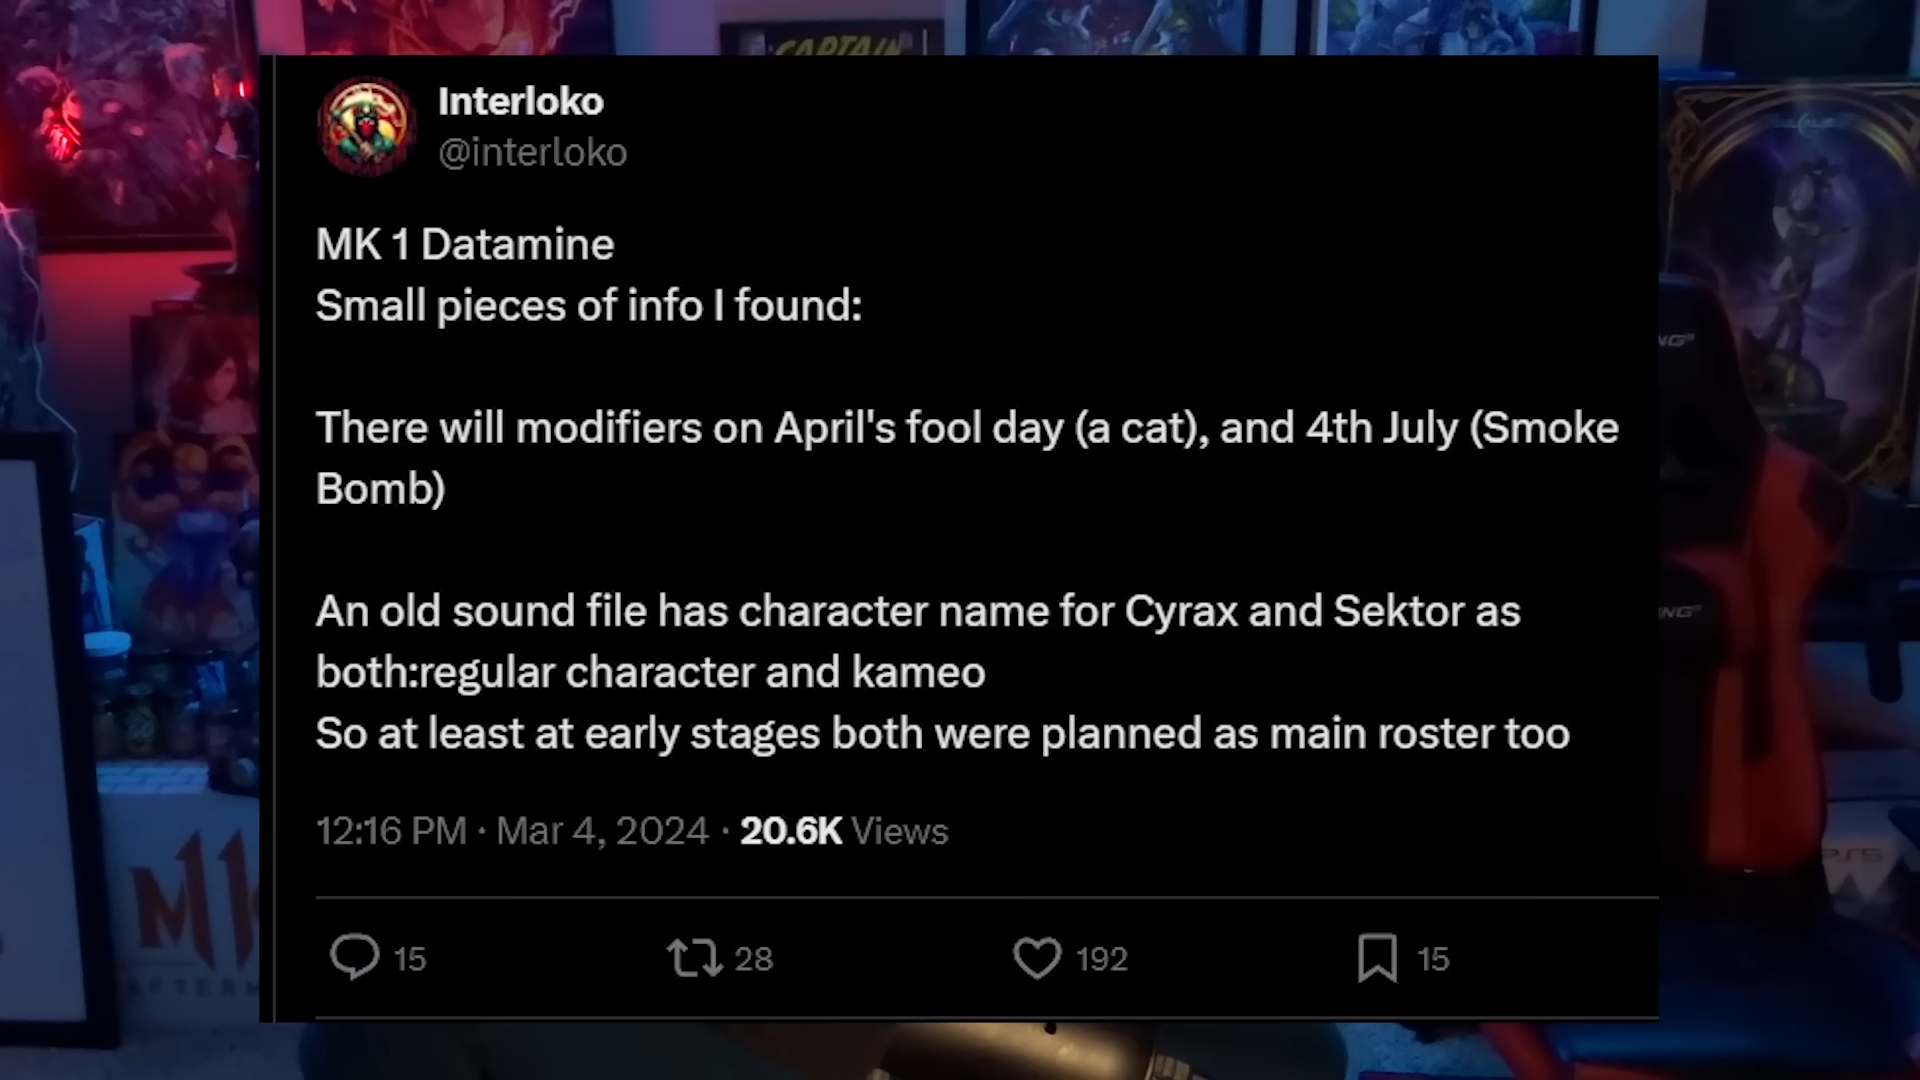 CAPTAIN
Interloko
@interloko
MK 1 Datamine
Small pieces of info I found:
There will modifiers on April's fool day (a cat), and 4th July (Smoke
Bomb)
An old sound file has character name for Cyrax and Sektor as
both:regular character and kameo
So at least at early stages both were planned as main roster too
12:16 PM · Mar 4, 2024 · 20.6K Views
15 28 192 15
PS5